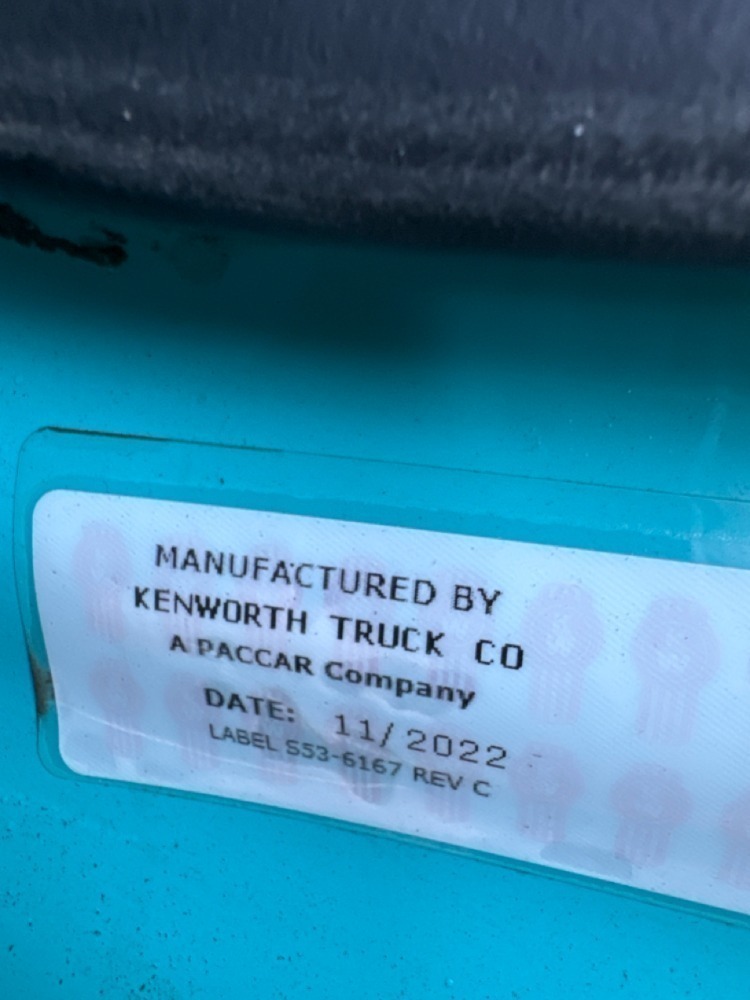 MANUFACTURED BY
KENWORTH TRUCK CO
A PACCAR Company
DATE: 11/2022
LABEL S53-6167 REV C